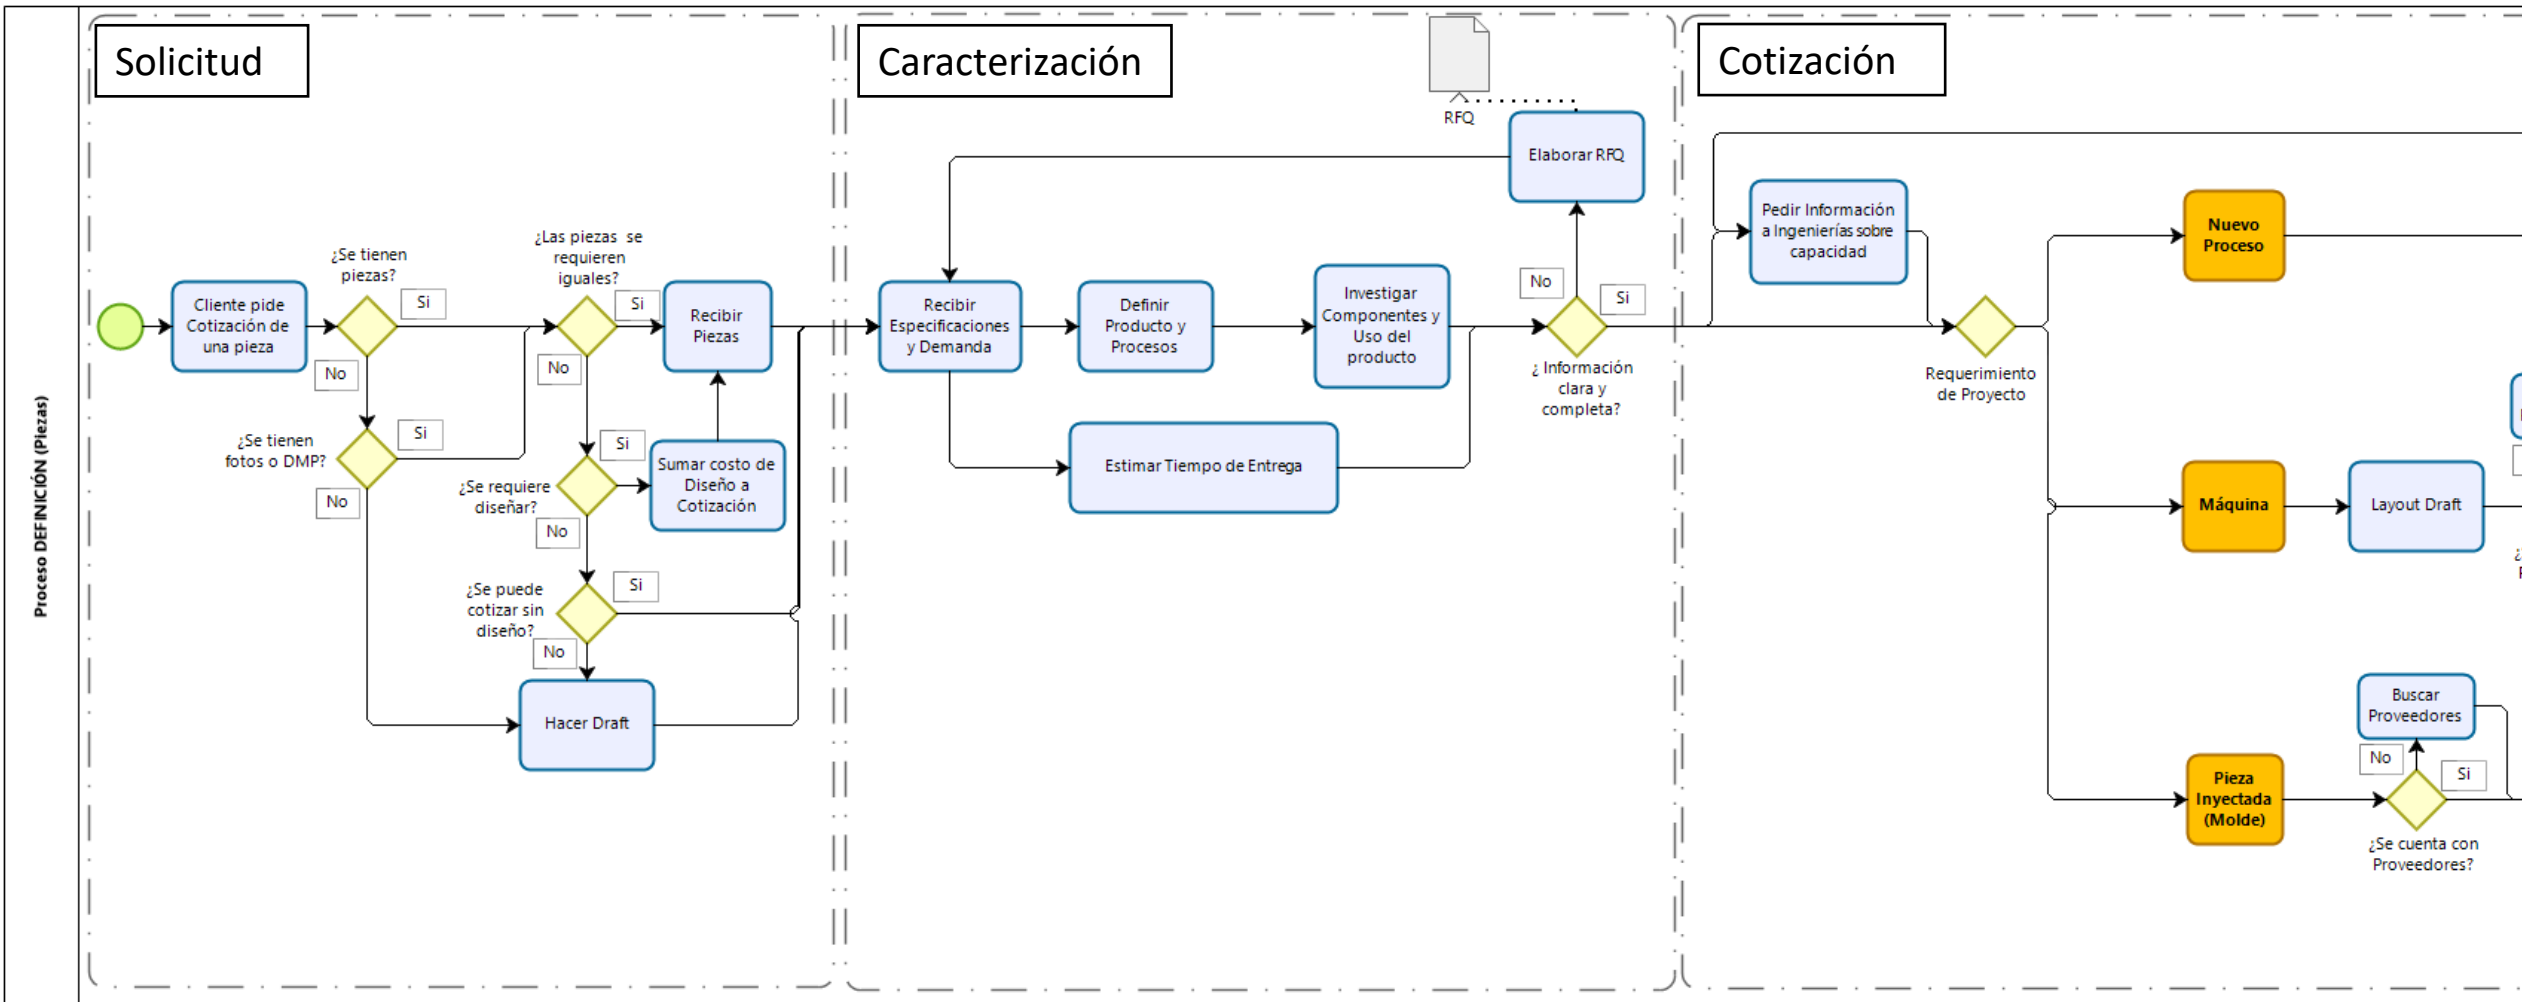 Proceso DEFINICIÓN (Piezas)
Solicitud
Cliente pide
Cotización de
una pieza
¿Se tienen
piezas?
Si
No
¿Se tienen
fotos o DMP?
Si
No
¿Las piezas se
requieren
iguales?
Si
No
Recibir
Piezas
¿Se requiere
diseñar?
Si
No
Sumar costo de
Diseño a
Cotización
¿Se puede
cotizar sin
diseño?
Si
No
Hacer Draft
Caracterización
RFQ
Elaborar RFQ
Recibir
Especificaciones
y Demanda
Definir
Producto y
Procesos
Investigar
Componentes y
Uso del
producto
Estimar Tiempo de Entrega
No
Si
¿ Información
clara y
completa?
Cotización
Pedir Información
a Ingenierías sobre
capacidad
Requerimiento
de Proyecto
Nuevo
Proceso
Máquina
Layout Draft
Pieza
Inyectada
(Molde)
Buscar
Proveedores
No
Si
¿Se cuenta con
Proveedores?